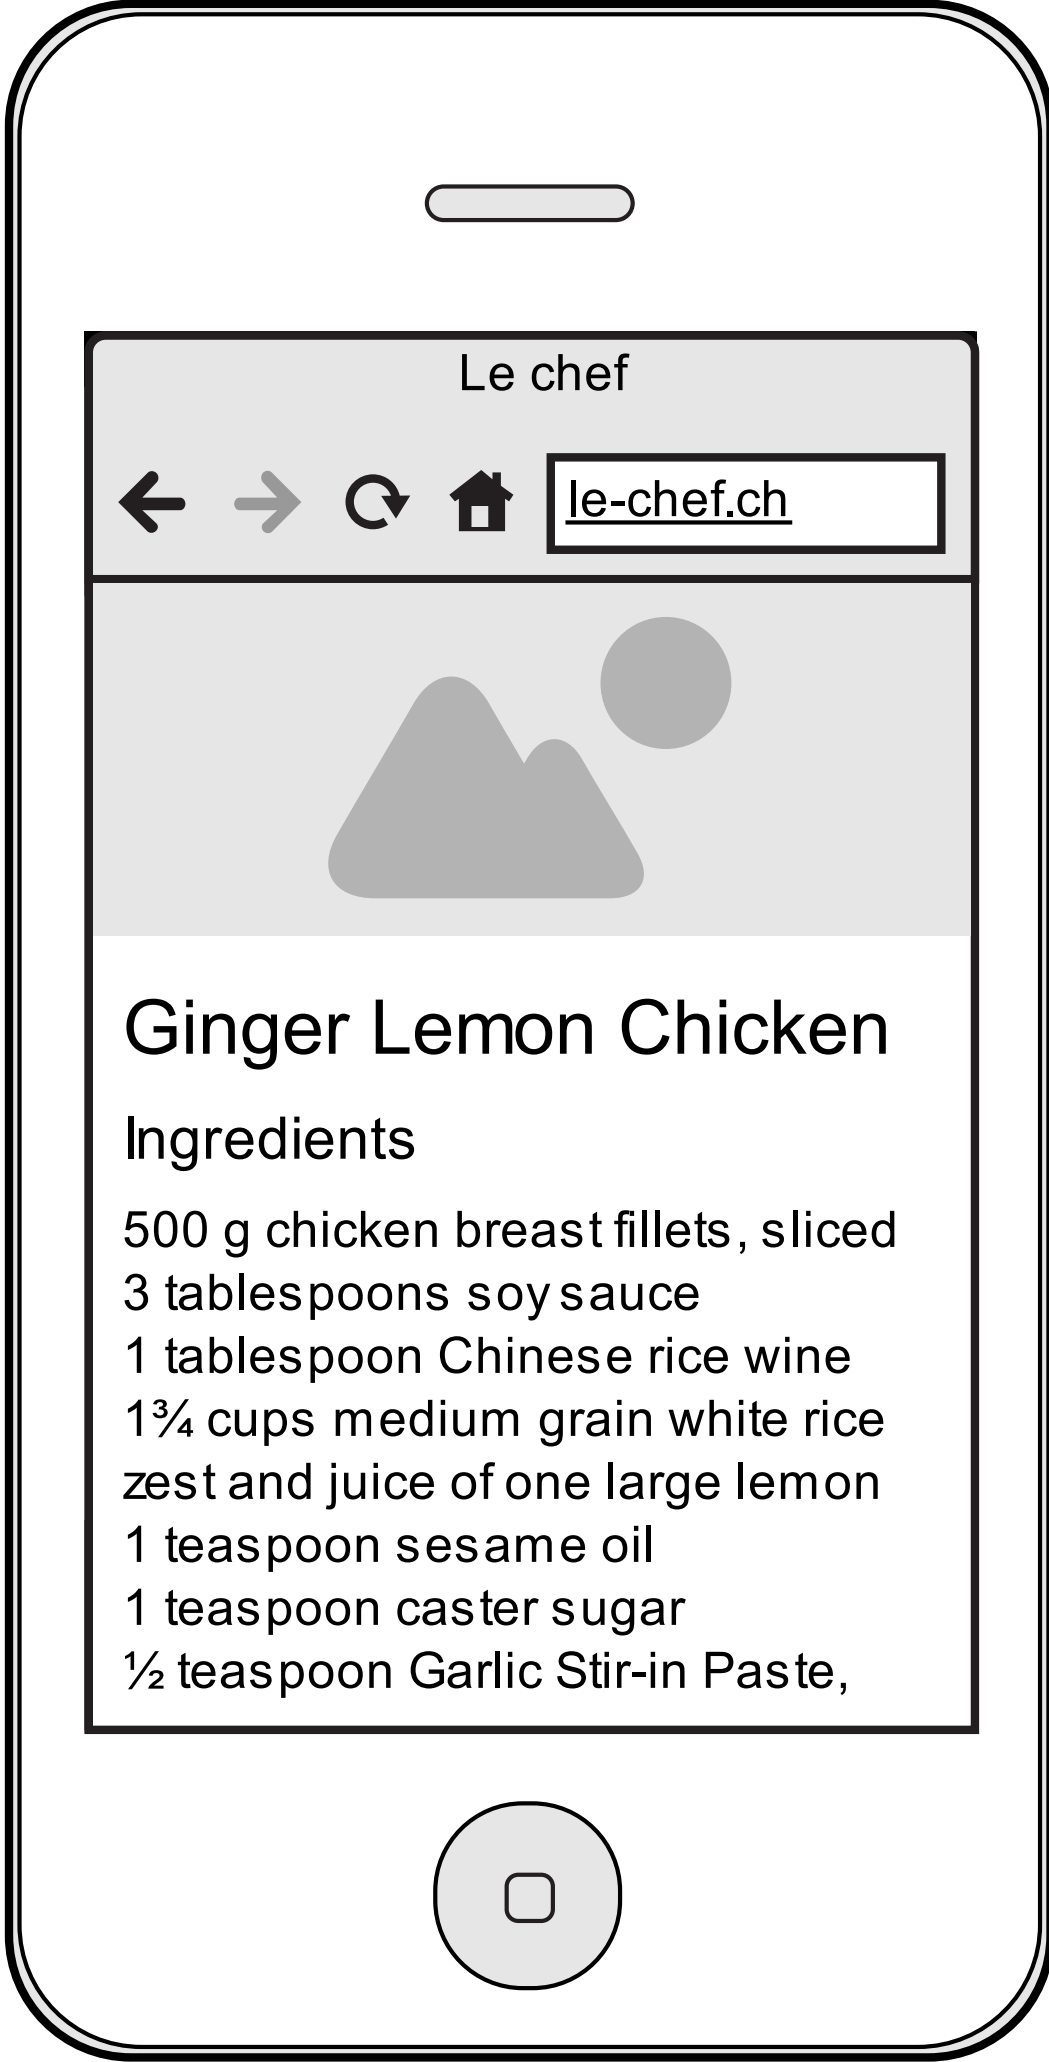 Le chef
le-chef.ch
Ginger Lemon Chicken
Ingredients
500 g chicken breast fillets, sliced
3 tablespoons soy sauce
1 tablespoon Chinese rice wine
1¾ cups medium grain white rice
zest and juice of one large lemon
1 teaspoon sesame oil
1 teaspoon caster sugar
½ teaspoon Garlic Stir-in Paste,